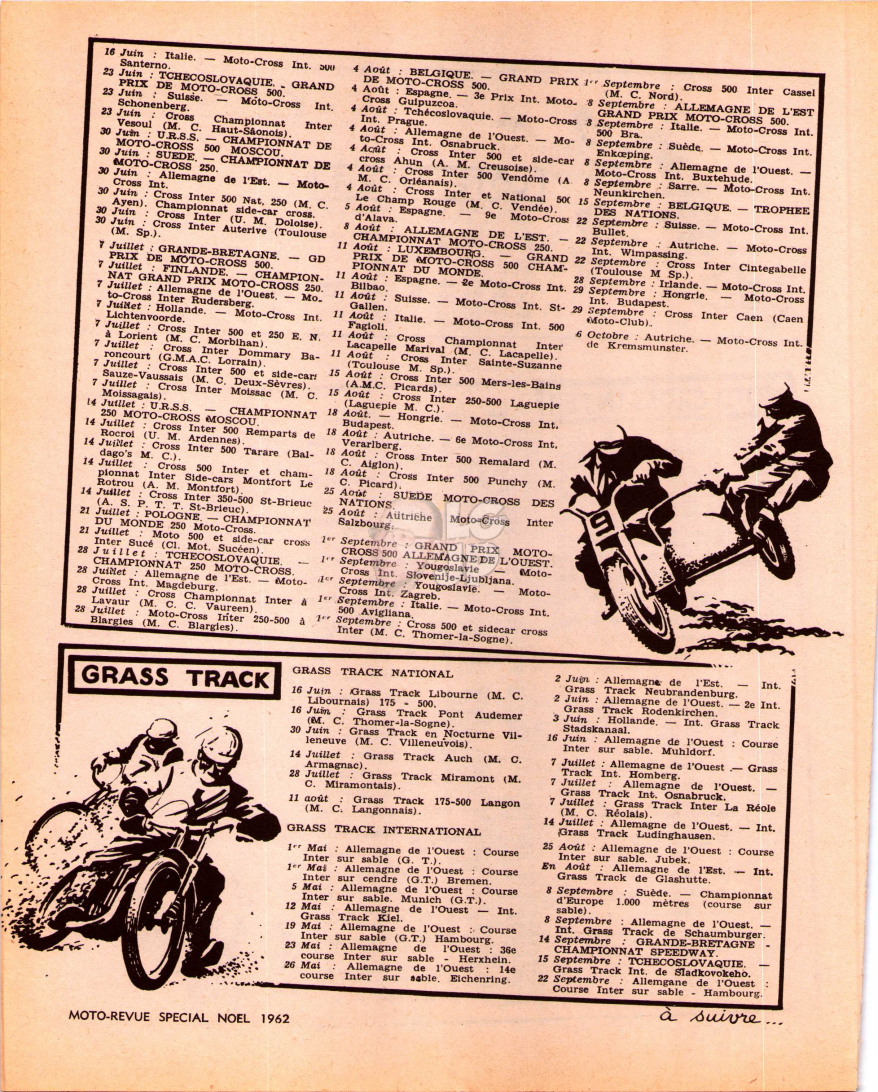 16 Juin : Italie. — Moto-Cross Int. 500
Santerno.
23 Juin : TCHECOSLOVAQUIE. — GRAND
PRIX DE MOTO-CROSS 500.
23 Juin : Suisse. — Moto-Cross Int.
Schonenberg.
23 Juin : Cross Championnat Inter
Vesoul (M. C. Haut-Saônois).
30 Juin : U.R.S.S. — CHAMPIONNAT DE
MOTO-CROSS 500 MOSCOU.
30 Juin : SUEDE. — CHAMPIONNAT DE
MOTO-CROSS 250.
30 Juin : Allemagne de l'Est. — Moto-
Cross Int.
30 Juin : Cross Inter 500 Nat. 250 (M. C.
Ayen). Championnat side-car cross.
30 Juin : Cross Inter (U. M. Doloise).
30 Juin : Cross Inter Auterive (Toulouse
(M. Sp.).
7 Juillet : GRANDE-BRETAGNE. — GD
PRIX DE MOTO-CROSS 500.
7 Juillet : FINLANDE. — CHAMPION-
NAT GRAND PRIX MOTO-CROSS 250.
7 Juillet : Allemagne de l'Ouest. — Mo-
to-Cross Inter Rudersberg.
7 Juillet : Hollande. — Moto-Cross Int.
Lichtenvoorde.
7 Juillet : Cross Inter 500 et 250 E. N.
à Lorient (M. C. Morbihan).
7 Juillet : Cross Inter Dommary Ba-
roncourt (G.M.A.C. Lorrain).
7 Juillet : Cross Inter 500 et side-cars
Sauze-Vaussais (M. C. Deux-Sèvres).
7 Juillet : Cross Inter Moissac (M. C.
Moissagais).
14 Juillet : U.R.S.S. — CHAMPIONNAT
250 MOTO-CROSS MOSCOU.
14 Juillet : Cross Inter 500 Remparts de
Rocroi (U. M. Ardennes).
14 Juillet : Cross Inter 500 Tarare (Bal-
dago's M. C.).
14 Juillet : Cross 500 Inter et cham-
pionnat Inter Side-cars Montfort Le
Rotrou (A. M. Montfort).
14 Juillet : Cross Inter 350-500 St-Brieuc
(A. S. P. T. T. St-Brieuc).
21 Juillet : POLOGNE. — CHAMPIONNAT
DU MONDE 250 Moto-Cross.
21 Juillet : Moto 500 et side-car cross
Inter Sucé (Cl. Mot. Sucéen).
28 Juillet : TCHECOSLOVAQUIE. —
CHAMPIONNAT 250 MOTO-CROSS.
28 Juillet : Allemagne de l'Est. — Moto-
Cross Int. Magdeburg.
28 Juillet : Cross Championnat Inter à
Lavaur (M. C. C. Vaureen).
28 Juillet : Moto-Cross Inter 250-500 à
Blargies (M. C. Blargies).
4 Août : BELGIQUE. — GRAND PRIX
DE MOTO-CROSS 500.
4 Août : Espagne. — 3e Prix Int. Moto-
Cross Guipuzcoa.
4 Août : Tchécoslovaquie. — Moto-Cross
Int. Prague.
4 Août : Allemagne de l'Ouest. — Mo-
to-Cross Int. Osnabruck.
4 Août : Cross Inter 500 et side-car
cross Ahun (A. M. Creusoise).
4 Août : Cross Inter 500 Vendôme (A.
M. C. Orléanais).
4 Août : Cross Inter et National 500
Le Champ Rouge (M. C. Vendée).
5 Août : Espagne. — 9e Moto-Cross
d'Alava.
8 Août : ALLEMAGNE DE L'EST. —
CHAMPIONNAT MOTO-CROSS 250.
11 Août : LUXEMBOURG. — GRAND
PRIX DE MOTO-CROSS 500 CHAM-
PIONNAT DU MONDE.
11 Août : Espagne. — 2e Moto-Cross Int.
Bilbao.
11 Août : Suisse. — Moto-Cross Int. St-
Gallen.
11 Août : Italie. — Moto-Cross Int. 500
Fagioli.
11 Août : Cross Championnat Inter
Lacapelle Marival (M. C. Lacapelle).
11 Août : Cross Inter Sainte-Suzanne
(Toulouse M. Sp.).
15 Août : Cross Inter 500 Mers-les-Bains
(A.M.C. Picards).
15 Août : Cross Inter 250-500 Laguepie
(Laguepie M. C.).
18 Août. — Hongrie. — Moto-Cross Int.
Budapest.
18 Août : Autriche. — 6e Moto-Cross Int.
Verarlberg.
18 Août : Cross Inter 500 Remalard (M.
C. Aiglon).
18 Août : Cross Inter 500 Punchy (M.
C. Picard).
25 Août : SUEDE MOTO-CROSS DES
NATIONS.
25 Août : Autriche Moto-Cross Inter
Salzbourg.
1er Septembre : GRAND PRIX MOTO-
CROSS 500 ALLEMAGNE DE L'OUEST.
1er Septembre : Yougoslavie — Moto-
Cross Int. Slovenije-Ljubljana.
1er Septembre : Yougoslavie. — Moto-
Cross Int. Zagreb.
1er Septembre : Italie. — Moto-Cross Int.
500 Avigliana.
1er Septembre : Cross 500 et sidecar cross
Inter (M. C. Thomer-la-Sogne).
1er Septembre : Cross 500 Inter Cassel
(M. C. Nord).
8 Septembre : ALLEMAGNE DE L'EST
GRAND PRIX MOTO-CROSS 500.
8 Septembre : Italie. — Moto-Cross Int.
500 Bra.
8 Septembre : Suède. — Moto-Cross Int.
Enkœping.
8 Septembre : Allemagne de l'Ouest. —
Moto-Cross Int. Buxtehude.
8 Septembre : Sarre. — Moto-Cross Int.
Neunkirchen.
15 Septembre : BELGIQUE. — TROPHEE
DES NATIONS.
22 Septembre : Suisse. — Moto-Cross Int.
Bullet.
22 Septembre : Autriche. — Moto-Cross
Int. Wimpassing.
22 Septembre : Cross Inter Cintegabelle
(Toulouse M Sp.).
28 Septembre : Irlande. — Moto-Cross Int.
29 Septembre : Hongrie. — Moto-Cross
Int. Budapest.
29 Septembre : Cross Inter Caen (Caen
Moto-Club).
6 Octobre : Autriche. — Moto-Cross Int.
de Kremsmunster.
9
GRASS TRACK
GRASS TRACK NATIONAL
16 Juin : Grass Track Libourne (M. C.
Libournais) 175 - 500.
16 Juin : Grass Track Pont Audemer
(M. C. Thomer-la-Sogne).
30 Juin : Grass Track en Nocturne Vil-
leneuve (M. C. Villeneuvois).
14 Juillet : Grass Track Auch (M. C.
Armagnac).
28 Juillet : Grass Track Miramont (M.
C. Miramontais).
11 août : Grass Track 175-500 Langon
(M. C. Langonnais).
GRASS TRACK INTERNATIONAL
1er Mai : Allemagne de l'Ouest : Course
Inter sur sable (G. T.).
1er Mai : Allemagne de l'Ouest : Course
Inter sur cendre (G.T.) Bremen.
5 Mai : Allemagne de l'Ouest : Course
Inter sur sable. Munich (G.T.).
12 Mai : Allemagne de l'Ouest — Int.
Grass Track Kiel.
19 Mai : Allemagne de l'Ouest : Course
Inter sur sable (G.T.) Hambourg.
23 Mai : Allemagne de l'Ouest : 36e
course Inter sur sable - Herxhein.
26 Mai : Allemagne de l'Ouest : 14e
course Inter sur sable. Eichenring.
2 Juin : Allemagne de l'Est. — Int.
Grass Track Neubrandenburg.
2 Juin : Allemagne de l'Ouest. — 2e Int.
Grass Track Rodenkirchen.
3 Juin : Hollande. — Int. Grass Track
Stadskanaal.
16 Juin : Allemagne de l'Ouest : Course
Inter sur sable. Muhldorf.
7 Juillet : Allemagne de l'Ouest .— Grass
Track Int. Homberg.
7 Juillet : Allemagne de l'Ouest. —
Grass Track Int. Osnabruck.
7 Juillet : Grass Track Inter La Réole
(M. C. Réolais).
14 Juillet : Allemagne de l'Ouest. — Int.
Grass Track Ludinghausen.
25 Août : Allemagne de l'Ouest : Course
Inter sur sable. Jubek.
En Août : Allemagne de l'Est. — Int.
Grass Track de Glashutte.
8 Septembre : Suède. — Championnat
d'Europe 1.000 mètres (course sur
sable).
8 Septembre : Allemagne de l'Ouest. —
Int. Grass Track de Schaumburger.
14 Septembre : GRANDE-BRETAGNE -
CHAMPIONNAT SPEEDWAY.
15 Septembre : TCHECOSLOVAQUIE. —
Grass Track Int. de Sladkovokeho.
22 Septembre : Allemgane de l'Ouest :
Course Inter sur sable - Hambourg.
MOTO-REVUE SPECIAL NOEL 1962
à suivre...